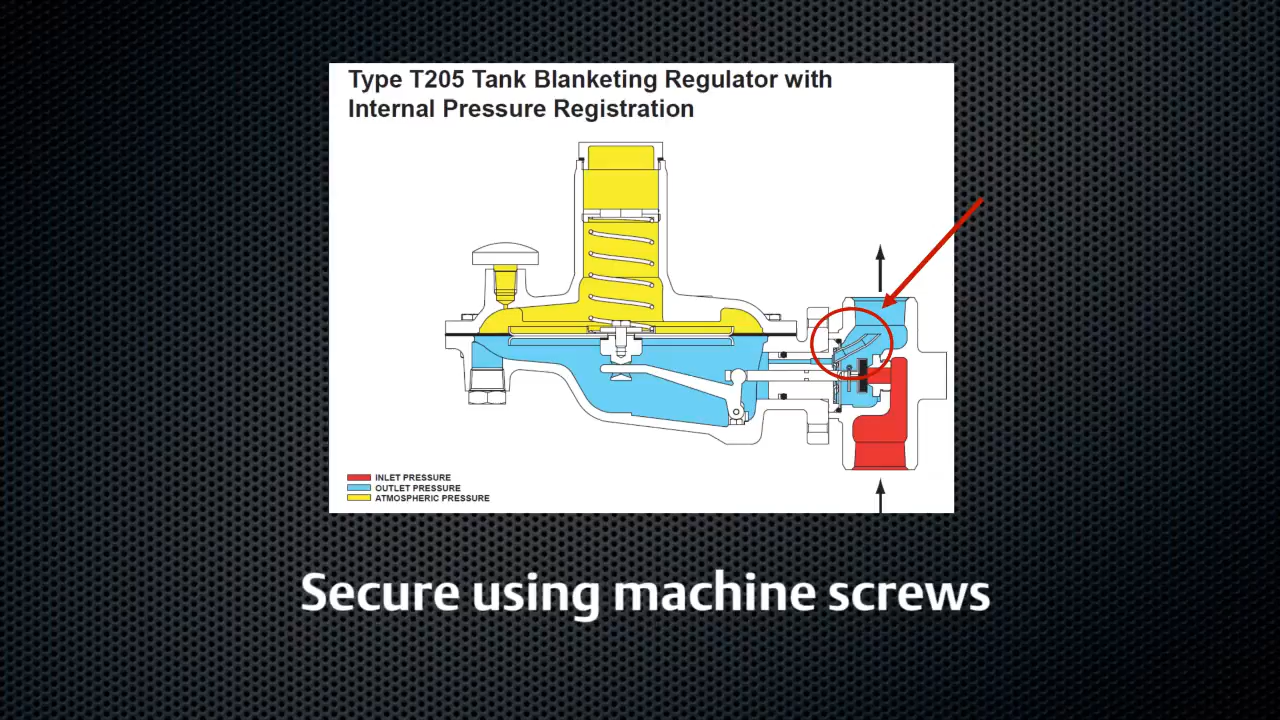 Type T205 Tank Blanketing Regulator with
Internal Pressure Registration
INLET PRESSURE
OUTLET PRESSURE
ATMOSPHERIC PRESSURE
Secure using machine screws